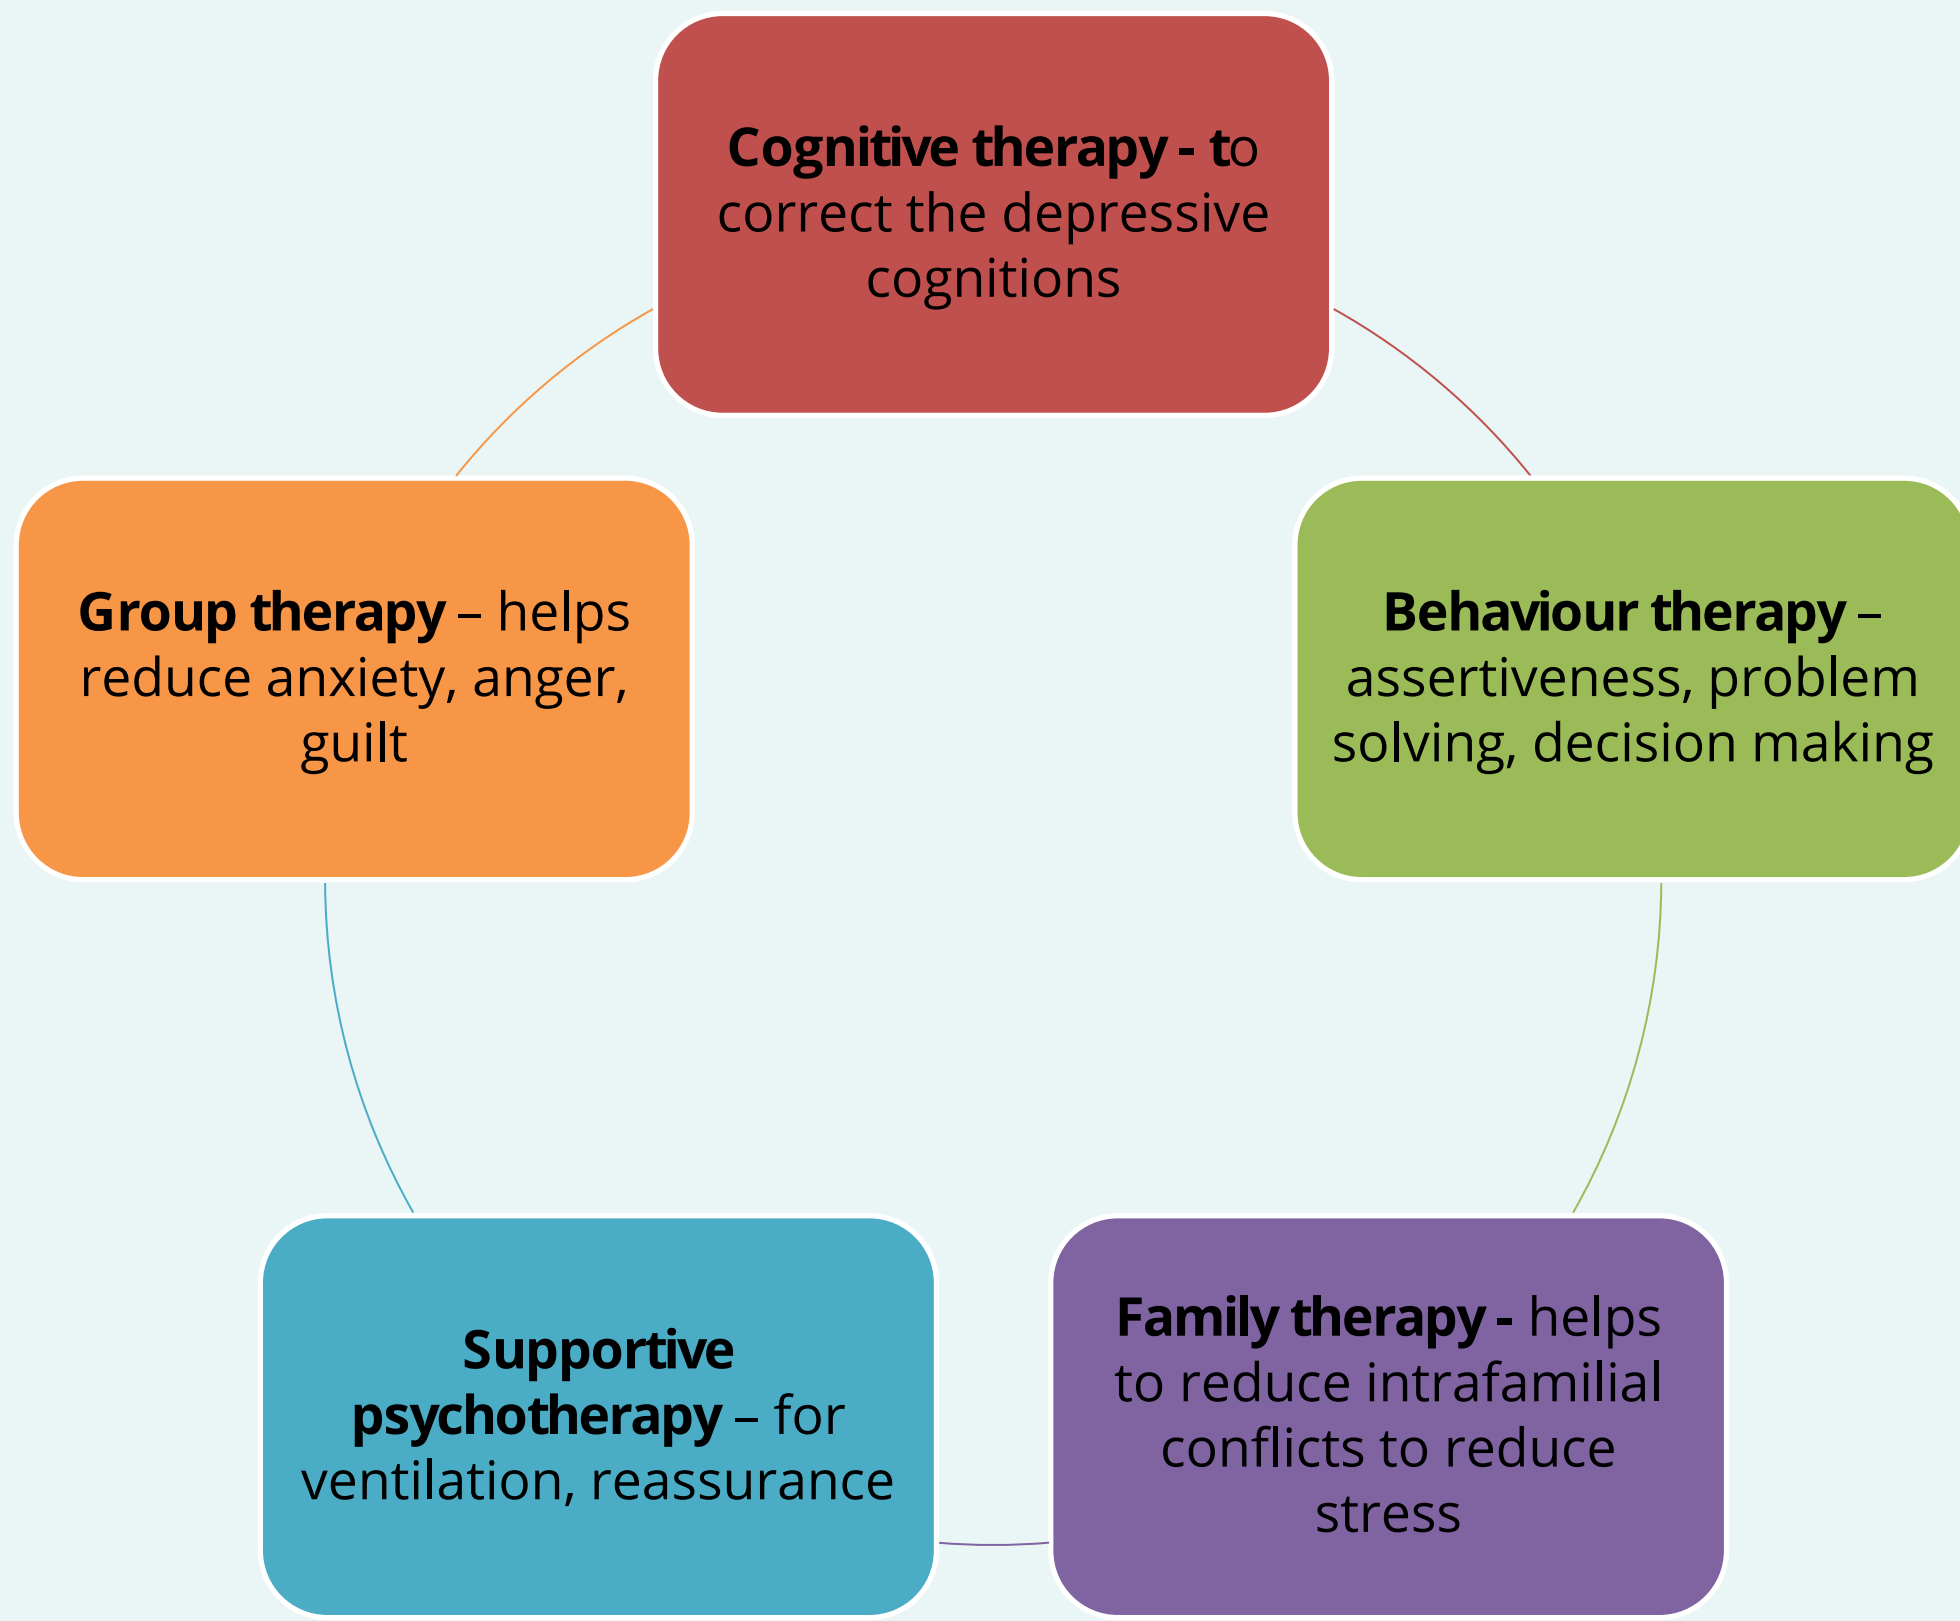 Cognitive therapy - to
correct the depressive
cognitions
Behaviour therapy –
assertiveness, problem
solving, decision making
Family therapy - helps
to reduce intrafamilial
conflicts to reduce
stress
Supportive
psychotherapy – for
ventilation, reassurance
Group therapy – helps
reduce anxiety, anger,
guilt